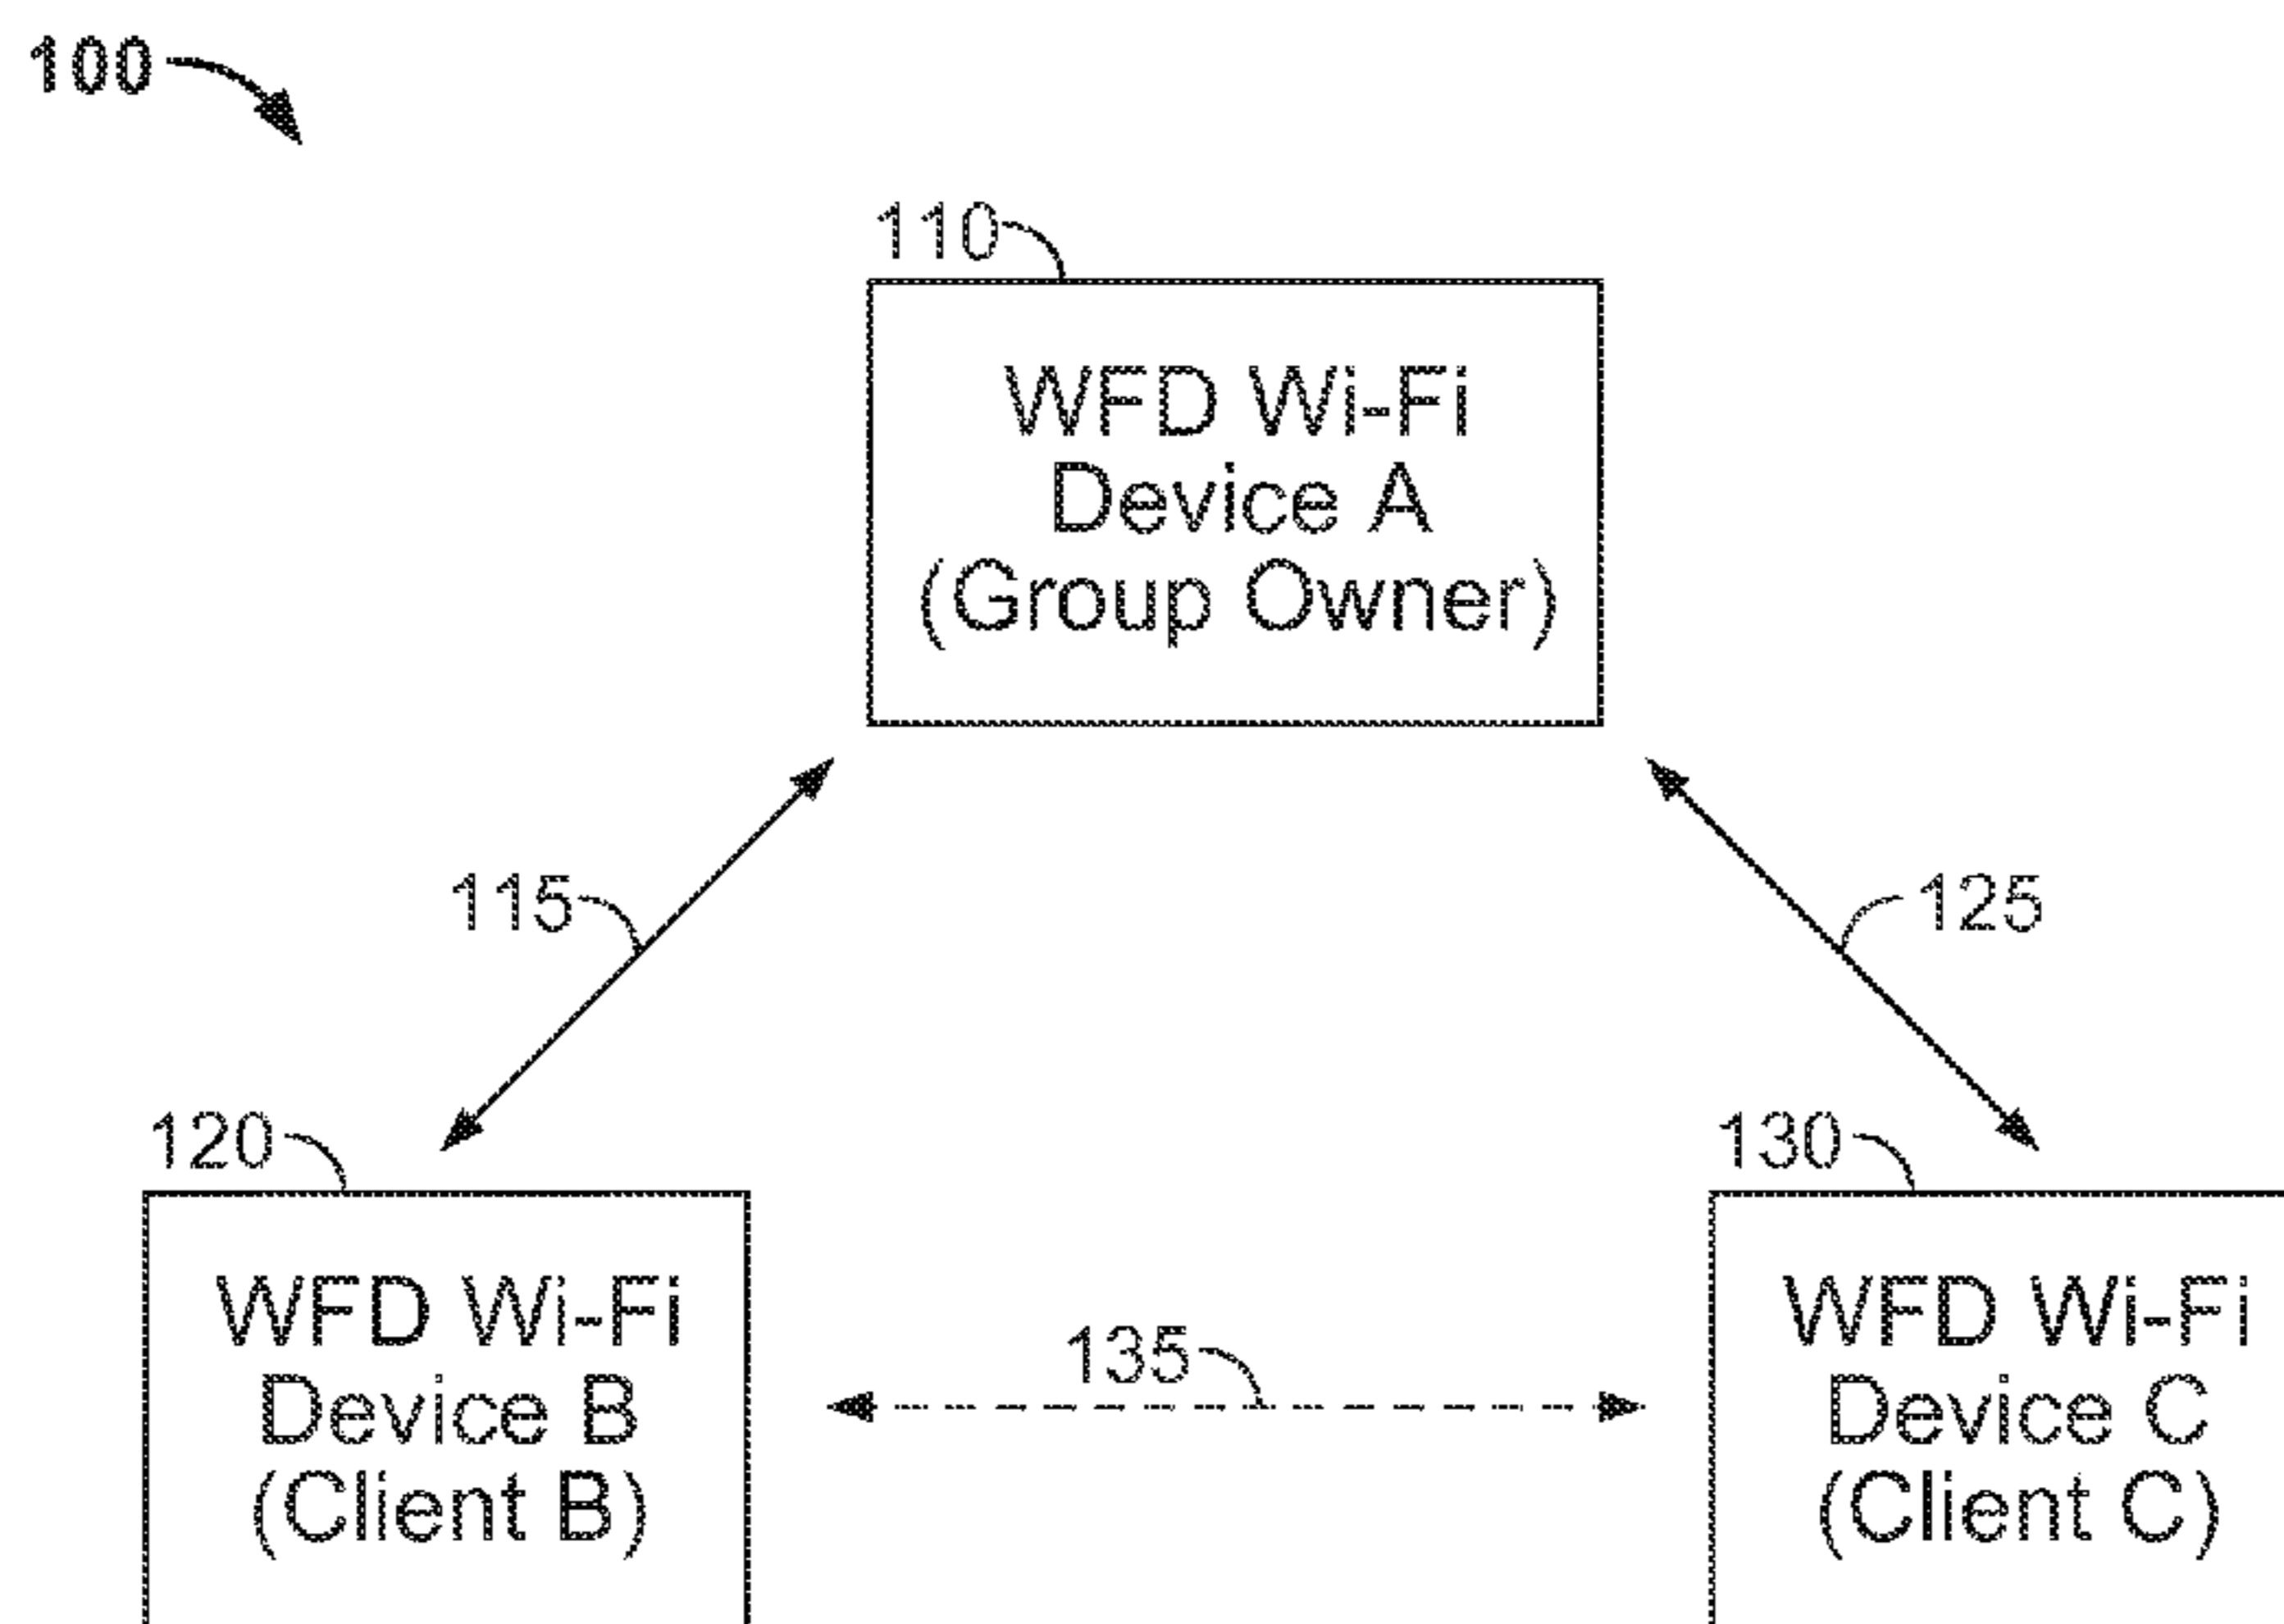 100
110
WFD Wi-Fi
Device A
(Group Owner)
115
125
120
130
WFD Wi-Fi
Device B
(Client B)
135
WFD Wi-Fi
Device C
(Client C)